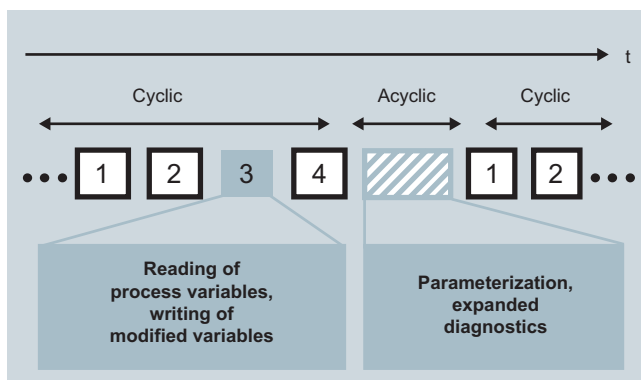 t
Cyclic Acyclic Cyclic
••• 1 2 3 4 1 2 •••
Reading of
process variables,
writing of
modified variables
Parameterization,
expanded
diagnostics